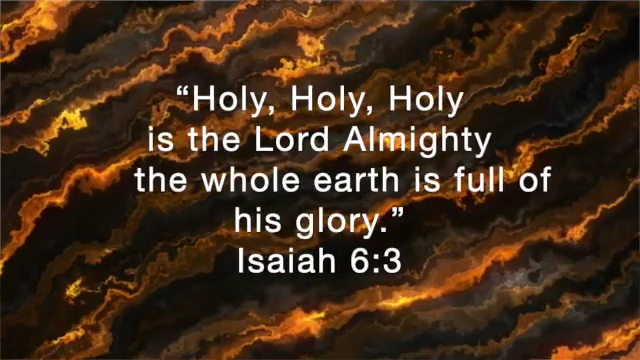 “Holy, Holy, Holy
is the Lord Almighty
the whole earth is full of
his glory.”
Isaiah 6:3